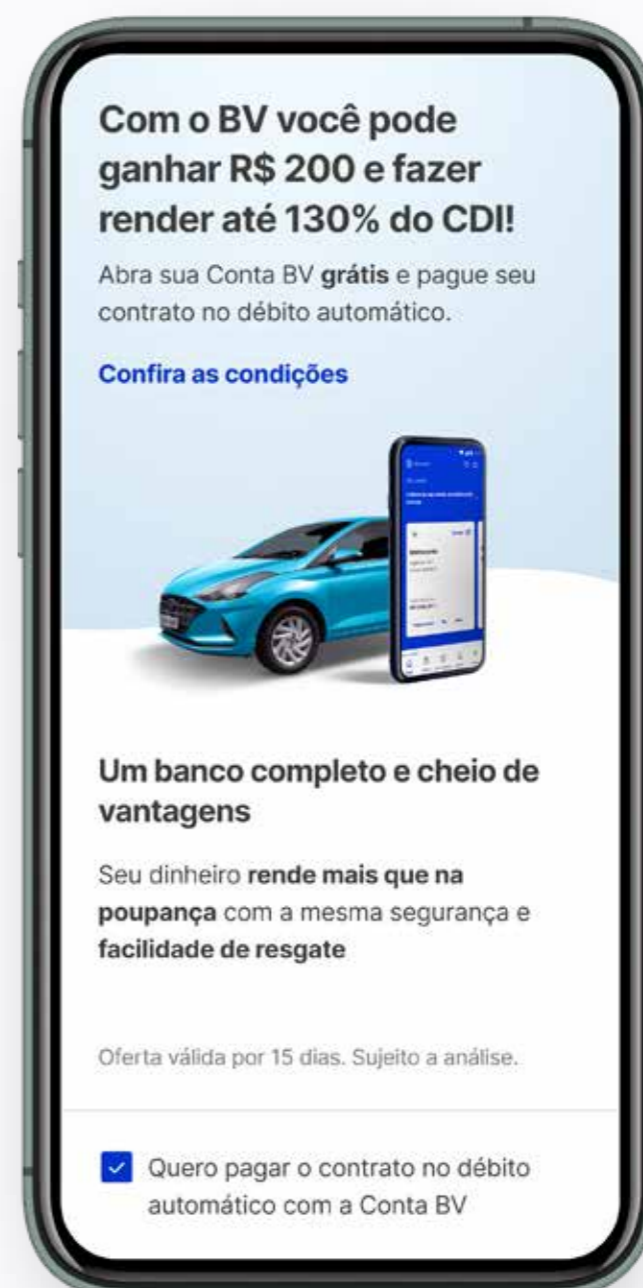 Com o BV você pode
ganhar R$ 200 e fazer
render até 130% do CDI!
Abra sua Conta BV grátis e pague seu
contrato no débito automático.
Confira as condições
Um banco completo e cheio de
vantagens
Seu dinheiro rende mais que na
poupança com a mesma segurança e
facilidade de resgate
Oferta válida por 15 dias. Sujeito a análise.
Quero pagar o contrato no débito
automático com a Conta BV